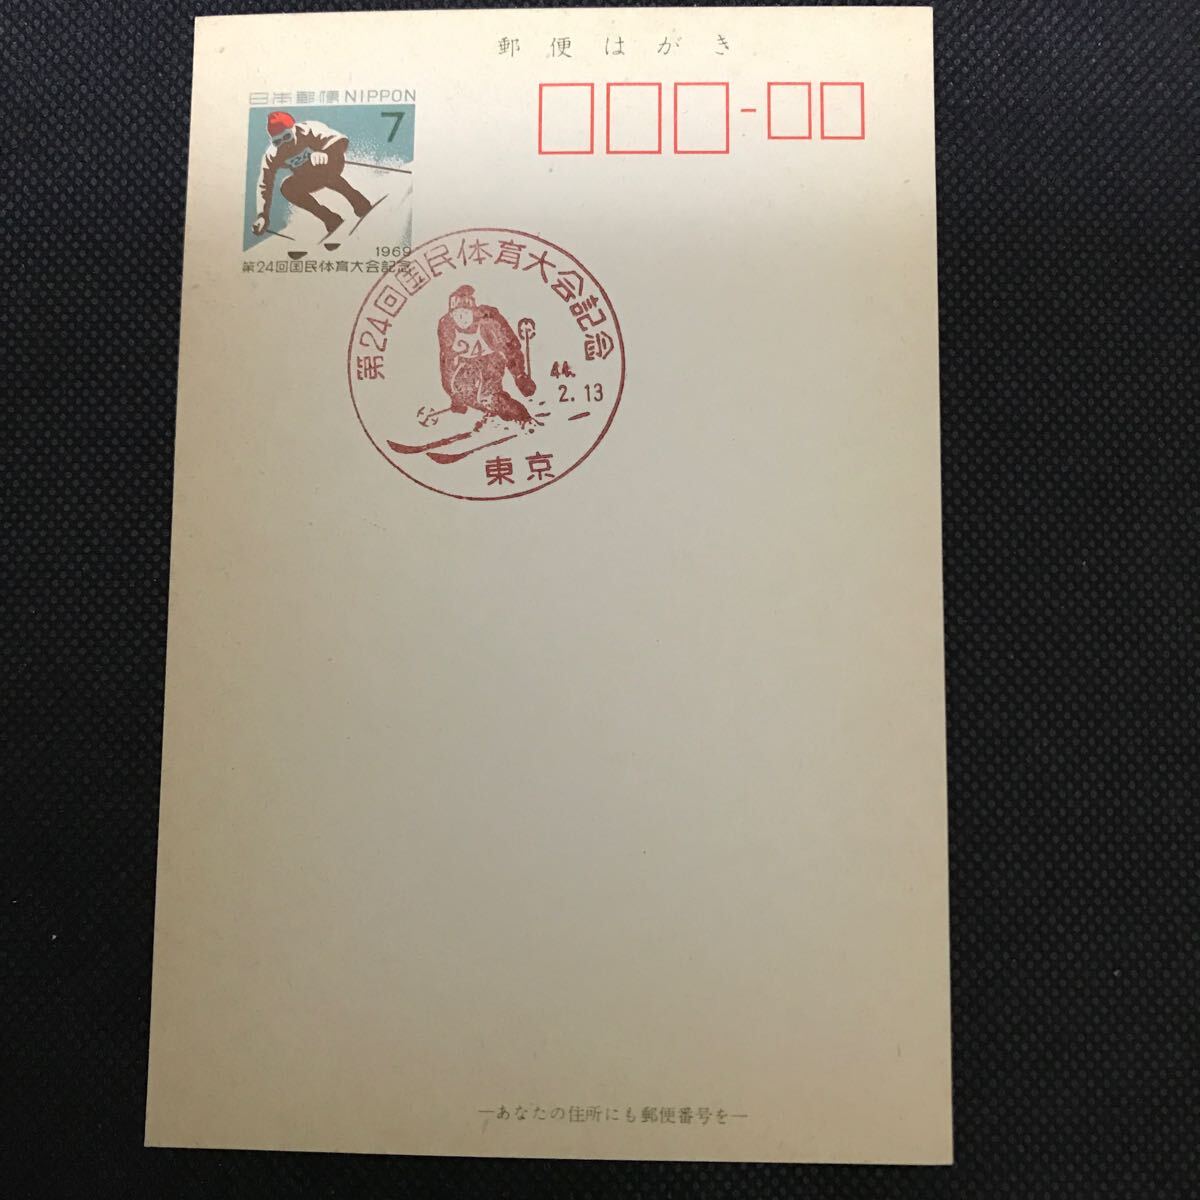 郵便はがき
日本郵便 NIPPON
7
24
1969
第24回国民体育大会記念
第24回国民体育大会記念
24
44.
2.13
東京
—あなたの住所にも郵便番号を—